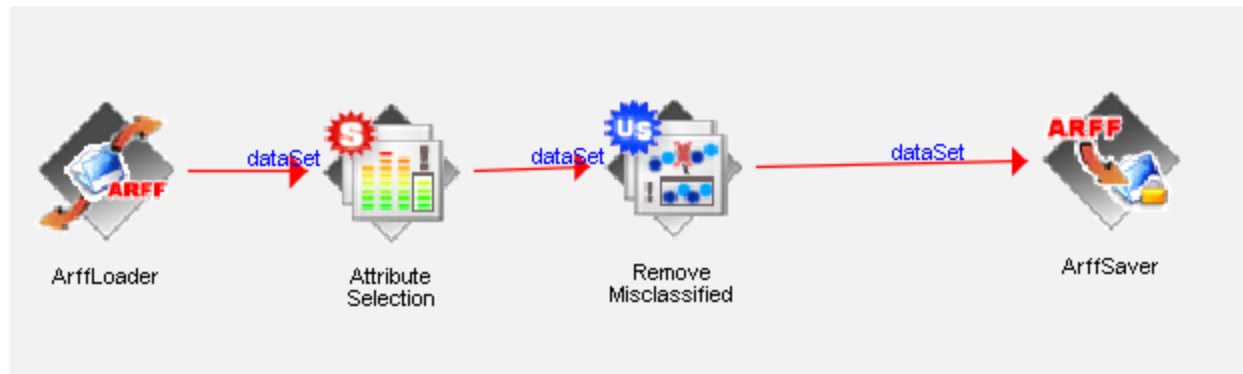 dataSet
dataSet
dataSet
S
Us
ARFF
ARFF
!
!
ArffLoader
Attribute
Selection
Remove
Misclassified
ArffSaver